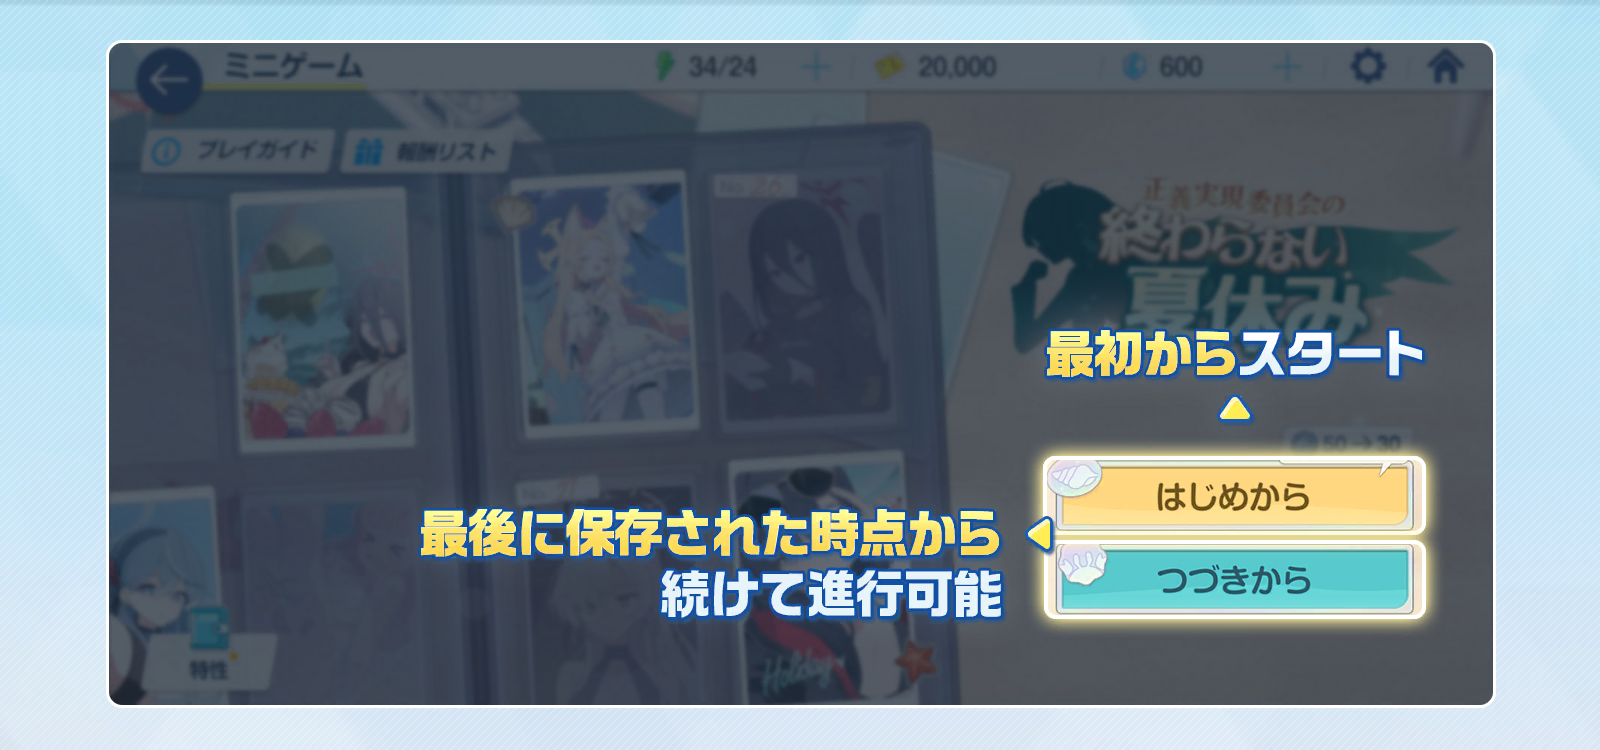 ミニゲーム
34/24
20,000
600
プレイガイド
報酬リスト
No.
正義実現委員会の
終わらない
夏休み
最初からスタート
50→30
はじめから
最後に保存された時点から
続けて進行可能
つづきから
特性
Holiday